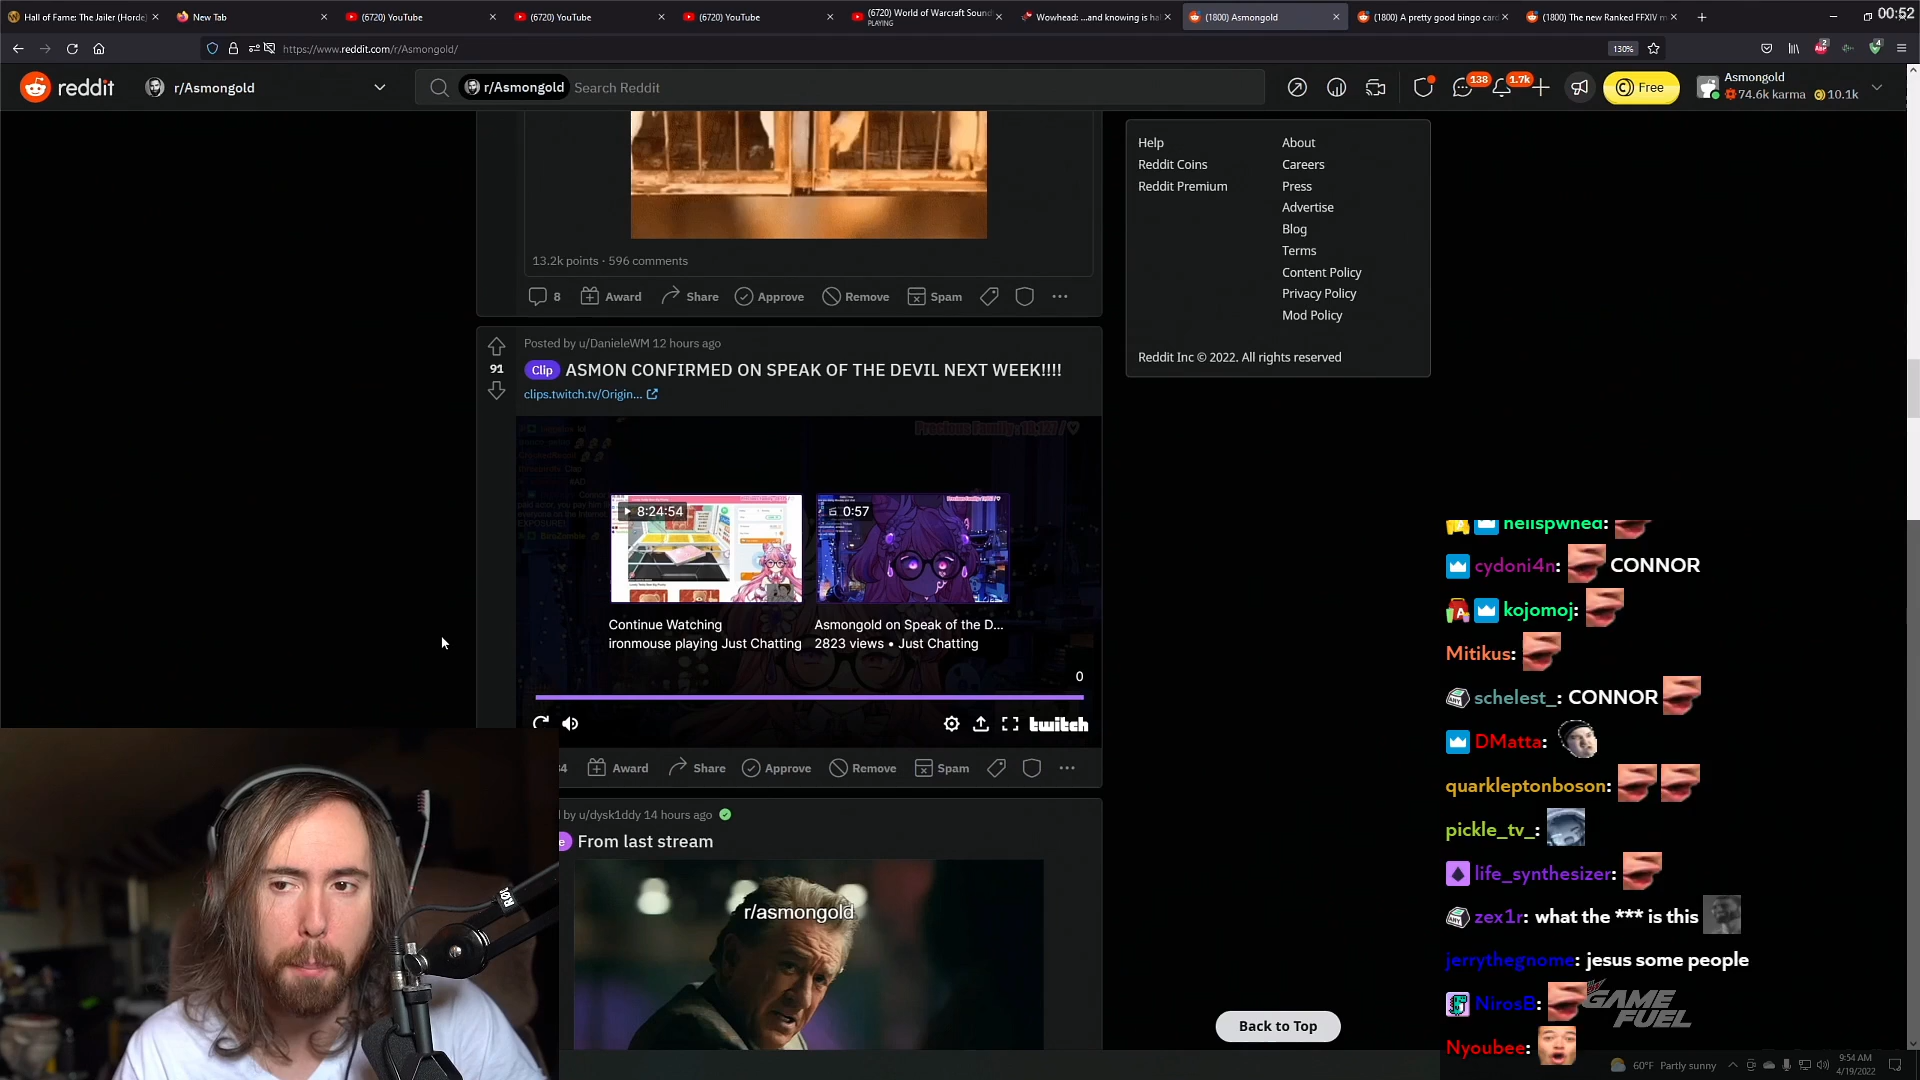 Hall of Fame: The Jailer (Horde)
New Tab
(6720) YouTube
(6720) YouTube
(6720) YouTube
(6720) World of Warcraft Sound
PLAYING
Wowhead: ...and knowing is ha
(1800) Asmongold
(1800) A pretty good bingo card
(1800) The new Ranked FFXIV m
00:52
https://www.reddit.com/r/Asmongold/
130%
2
4
reddit
r/Asmongold
r/Asmongold
Search Reddit
138
1.7k
Free
Asmongold
74.6k karma
10.1k
13.2k points · 596 comments
8
Award
Share
Approve
Remove
Spam
Help
Reddit Coins
Reddit Premium
About
Careers
Press
Advertise
Blog
Terms
Content Policy
Privacy Policy
Mod Policy
Reddit Inc © 2022. All rights reserved
Posted by u/DanieleWM 12 hours ago
91
Clip
ASMON CONFIRMED ON SPEAK OF THE DEVIL NEXT WEEK!!!!
clips.twitch.tv/Origin...
Precious Family: 18,127 / ♡
8:24:54
0:57
Continue Watching
ironmouse playing Just Chatting
Asmongold on Speak of the D...
2823 views • Just Chatting
0
twitch
Award
Share
Approve
Remove
Spam
by u/dysk1ddy 14 hours ago
From last stream
r/asmongold
Back to Top
neilspwned:
cydoni4n: CONNOR
kojomoj:
Mitikus:
schelest_: CONNOR
DMatta:
quarkleptonboson:
pickle_tv_:
life_synthesizer:
zex1r: what the *** is this
jerrythegnome: jesus some people
NirosB:
GAME
FUEL
Nyoubee:
60°F Partly sunny
9:54 AM
4/19/2022